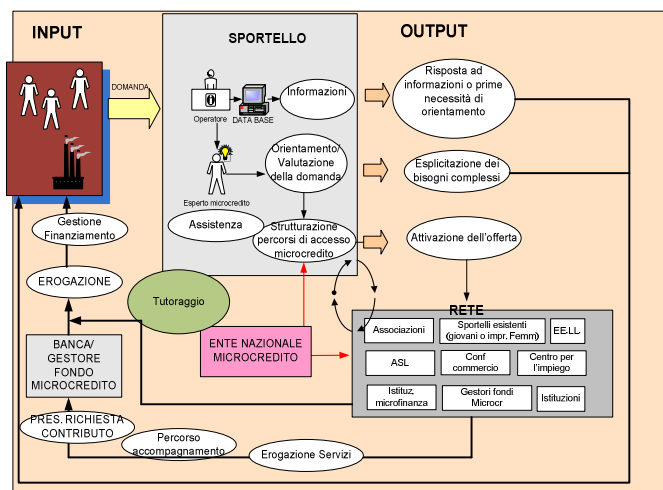 INPUT
SPORTELLO
OUTPUT
DOMANDA
Operatore
DATA BASE
Informazioni
Risposta ad
informazioni o prime
necessità di
orientamento
Esperto microcredito
Orientamento/
Valutazione
della domanda
Esplicitazione dei
bisogni complessi
Assistenza
Strutturazione
percorsi di accesso
microcredito
Attivazione dell'offerta
Gestione
Finanziamento
EROGAZIONE
Tutoraggio
BANCA/
GESTORE
FONDO
MICROCREDITO
ENTE NAZIONALE
MICROCREDITO
RETE
Associazioni
Sportelli esistenti
(giovani o impr. Femm)
EE.LL.
ASL
Conf
commercio
Centro per
l'impiego
Istituz,
microfinanza
Gestori fondi
Microcr
Istituzioni
PRES. RICHIESTA
CONTRIBUTO
Percorso
accompagnamento
Erogazione Servizi